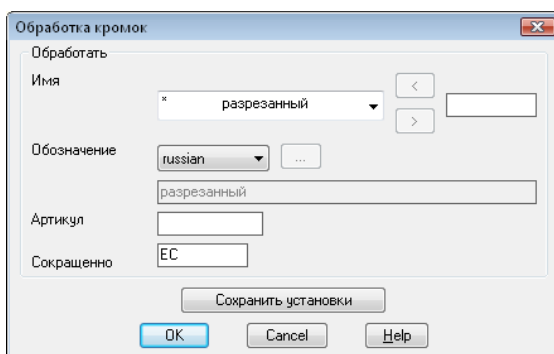 Обработка кромок
Обработать
Имя
* разрезанный
<
>
Обозначение
russian
...
разрезанный
Артикул
Сокращенно
EC
Сохранить установки
OK Cancel Help